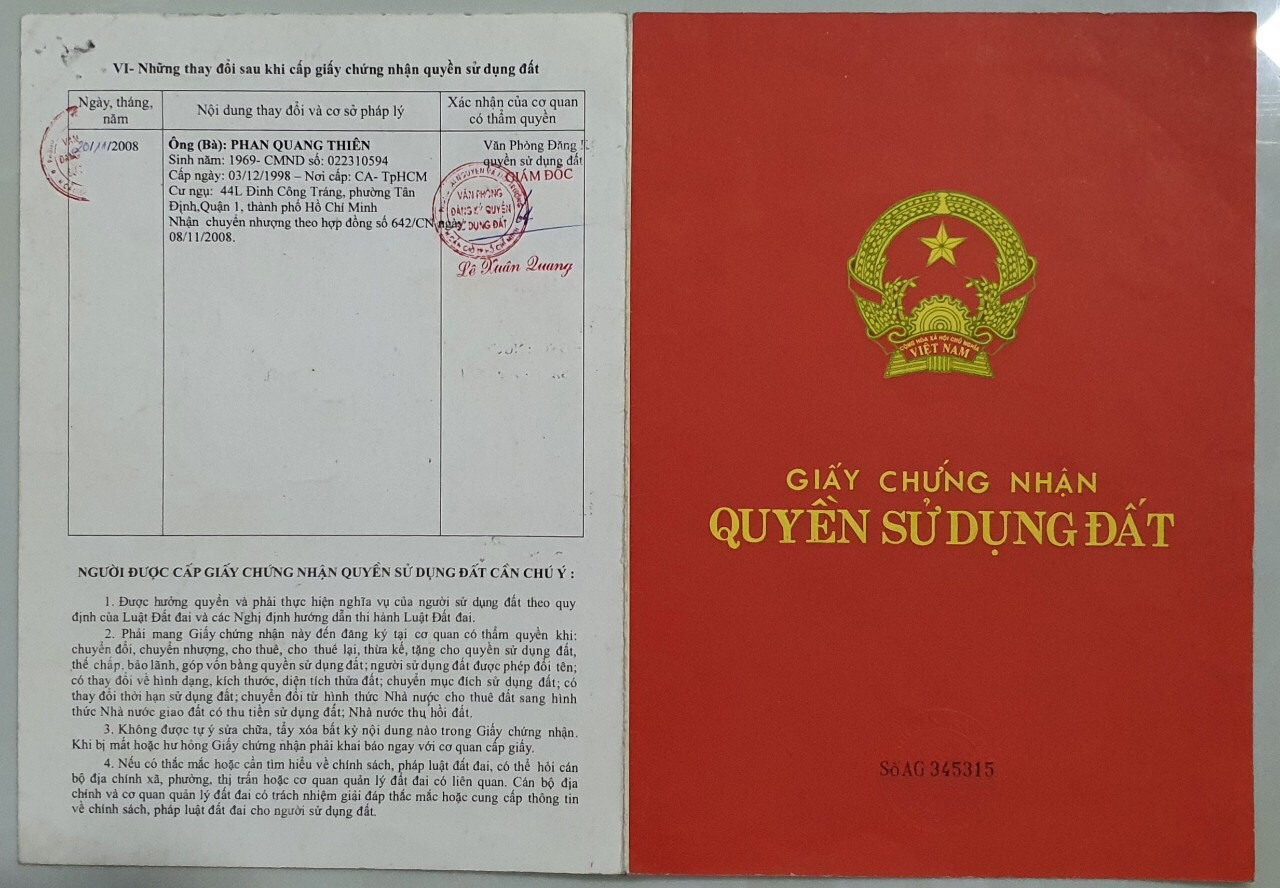 VI- Những thay đổi sau khi cấp giấy chứng nhận quyền sử dụng đất
Ngày, tháng, năm
Nội dung thay đổi và cơ sở pháp lý
Xác nhận của cơ quan có thẩm quyền
/2008
Ông (Bà): PHAN QUANG THIÊN
Sinh năm: 1969- CMND số: 022310594
Cấp ngày: 03/12/1998 – Nơi cấp: CA- TpHCM
Cư ngụ: 44L Đinh Công Tráng, phường Tân
Định,Quận 1, thành phố Hồ Chí Minh
Nhận chuyển nhượng theo hợp đồng số 642/CN ngày
08/11/2008.
Văn Phòng Đăng
quyền sử dụng đất
GIÁM ĐỐC
VĂN PHÒNG
ĐĂNG KÝ QUYỀN
SỬ DỤNG ĐẤT
Lê Xuân Quang
NGƯỜI ĐƯỢC CẤP GIẤY CHỨNG NHẬN QUYỀN SỬ DỤNG ĐẤT CẦN CHÚ Ý :
1. Được hưởng quyền và phải thực hiện nghĩa vụ của người sử dụng đất theo quy
định của Luật Đất đai và các Nghị định hướng dẫn thi hành Luật Đất đai.
2. Phải mang Giấy chứng nhận này đến đăng ký tại cơ quan có thẩm quyền khi:
chuyển đổi, chuyển nhượng, cho thuê, cho thuê lại, thừa kế, tặng cho quyền sử dụng đất,
thế chấp, bảo lãnh, góp vốn bằng quyền sử dụng đất; người sử dụng đất được phép đổi tên;
có thay đổi về hình dạng, kích thước, diện tích thửa đất; chuyển mục đích sử dụng đất; có
thay đổi thời hạn sử dụng đất; chuyển đổi từ hình thức Nhà nước cho thuê đất sang hình
thức Nhà nước giao đất có thu tiền sử dụng đất; Nhà nước thu hồi đất.
3. Không được tự ý sửa chữa, tẩy xóa bất kỳ nội dung nào trong Giấy chứng nhận.
Khi bị mất hoặc hư hỏng Giấy chứng nhận phải khai báo ngay với cơ quan cấp giấy.
4. Nếu có thắc mắc hoặc cần tìm hiểu về chính sách, pháp luật đất đai, có thể hỏi cán
bộ địa chính xã, phường, thị trấn hoặc cơ quan quản lý đất đai có liên quan. Cán bộ địa
chính và cơ quan quản lý đất đai có trách nhiệm giải đáp thắc mắc hoặc cung cấp thông tin
về chính sách, pháp luật đất đai cho người sử dụng đất.
CỘNG HÒA XÃ HỘI CHỦ NGHĨA
VIỆT NAM
GIẤY CHỨNG NHẬN
QUYỀN SỬ DỤNG ĐẤT
Số AG 345315